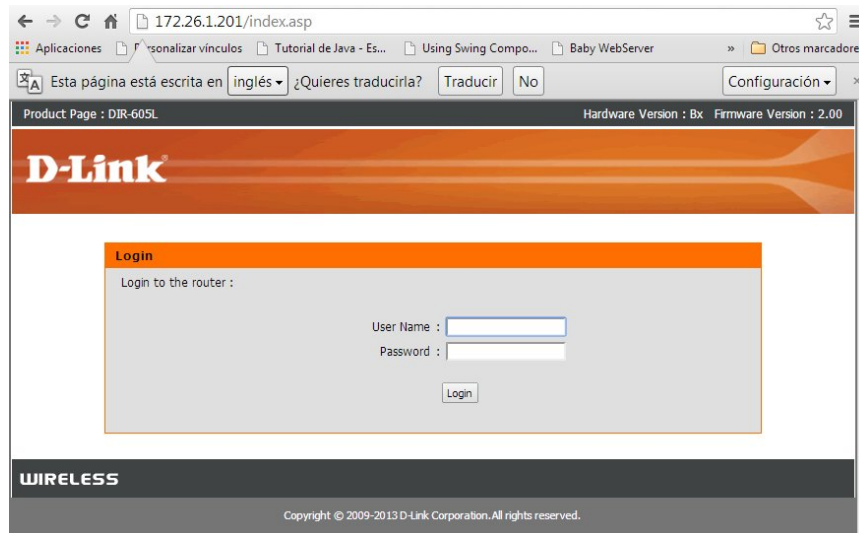 172.26.1.201/index.asp
Aplicaciones Personalizar vínculos Tutorial de Java - Es... Using Swing Compo... Baby WebServer » Otros marcadore
Esta página está escrita en inglés ¿Quieres traducirla? Traducir No Configuración
Product Page : DIR-605L Hardware Version : Bx Firmware Version : 2.00
D-Link
Login
Login to the router :
User Name :
Password :
Login
WIRELESS
Copyright © 2009-2013 D-Link Corporation. All rights reserved.